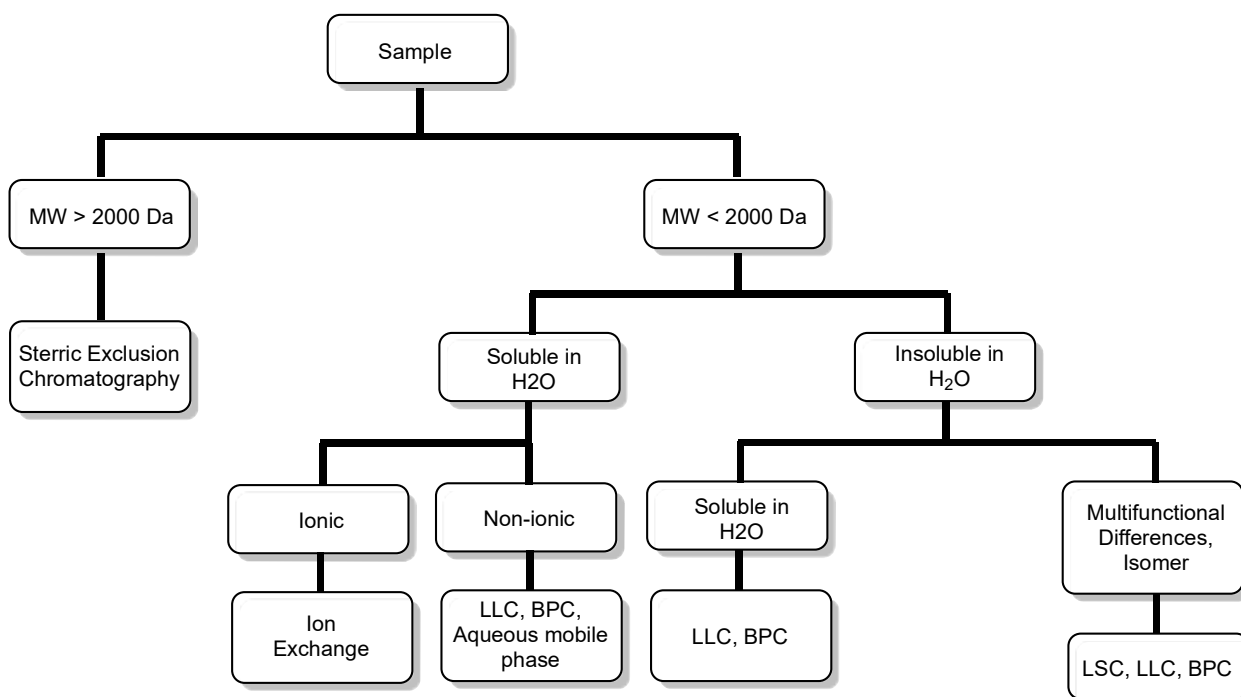 Sample
MW > 2000 Da
MW < 2000 Da
Sterric Exclusion
Chromatography
Soluble in
H2O
Insoluble in
H₂O
Ionic
Non-ionic
Soluble in
H2O
Multifunctional
Differences,
Isomer
Ion
Exchange
LLC, BPC,
Aqueous mobile
phase
LLC, BPC
LSC, LLC, BPC